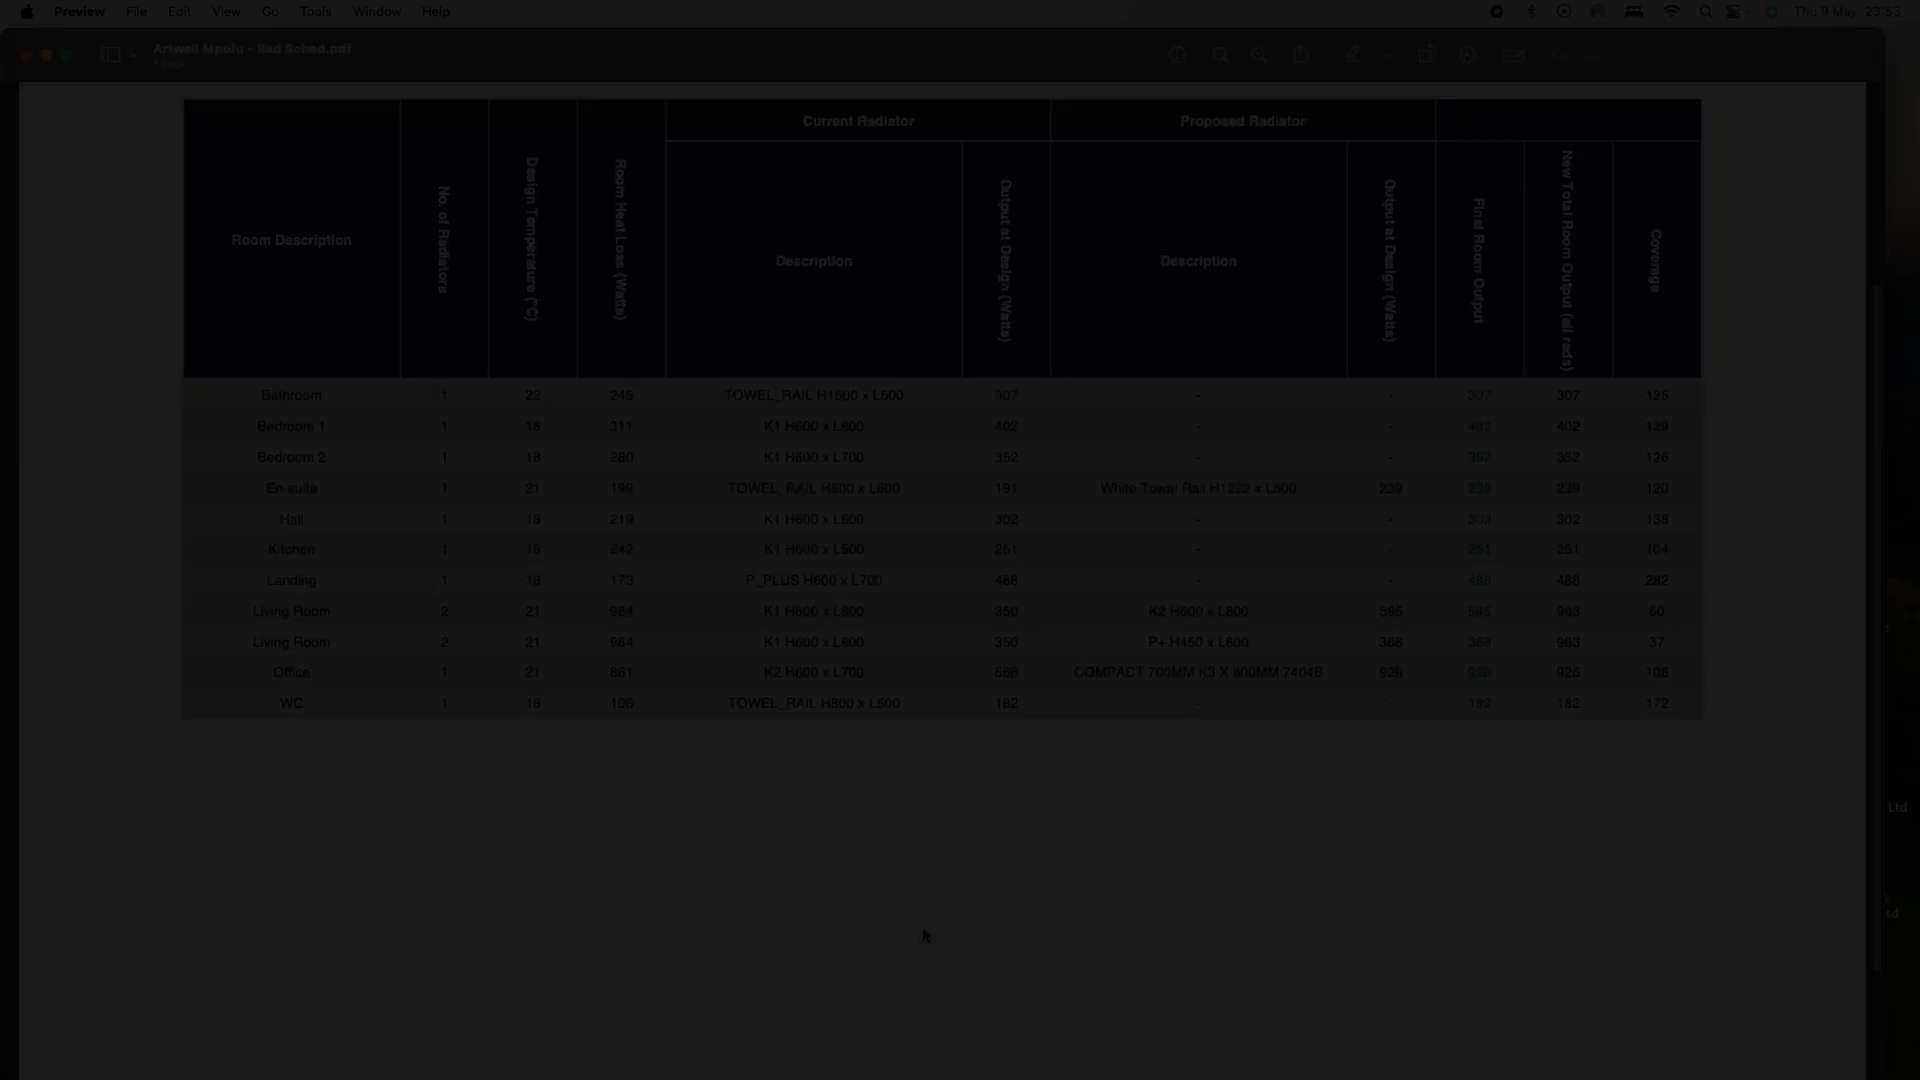 Preview File Edit View Go Tools Window Help Thu 9 May 23:53
Artwell Mpofu - Rad Sched.pdf
Current Radiator Proposed Radiator
Room Description No. of Radiators Design Temperature (°C) Room Heat Loss (Watts) Description Output at Design (Watts) Description Output at Design (Watts) Final Room Output New Total Room Output (all rads) Coverage
Bathroom 1 22 245 TOWEL_RAIL H1600 x L500 307 - - 307 307 125
Bedroom 1 1 18 311 K1 H600 x L800 402 - - 402 402 129
Bedroom 2 1 18 280 K1 H600 x L700 352 - - 352 352 126
En-suite 1 21 199 TOWEL_RAIL H800 x L600 191 White Towel Rail H1222 x L500 239 239 239 120
Hall 1 18 219 K1 H600 x L600 302 - - 302 302 138
Kitchen 1 18 242 K1 H600 x L500 251 - - 251 251 104
Landing 1 18 173 P_PLUS H600 x L700 488 - - 488 488 282
Living Room 2 21 984 K1 H600 x L800 350 K2 H600 x L800 595 595 963 60
Living Room 2 21 984 K1 H600 x L800 350 P+ H450 x L800 368 368 963 37
Office 1 21 861 K2 H600 x L700 566 COMPACT 700MM K3 X 800MM 7404B 926 926 926 108
WC 1 18 106 TOWEL_RAIL H800 x L500 182 - - 182 182 172
Ltd